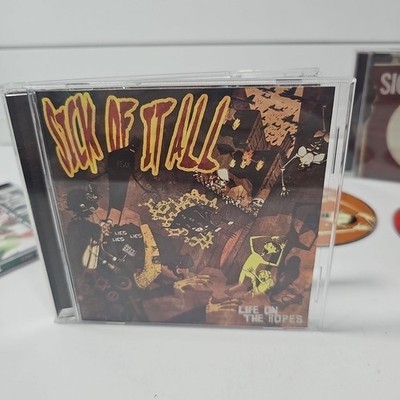 SICK OF IT ALL
LIES
LIES LIES
LIFE ON
THE ROPES
SIC